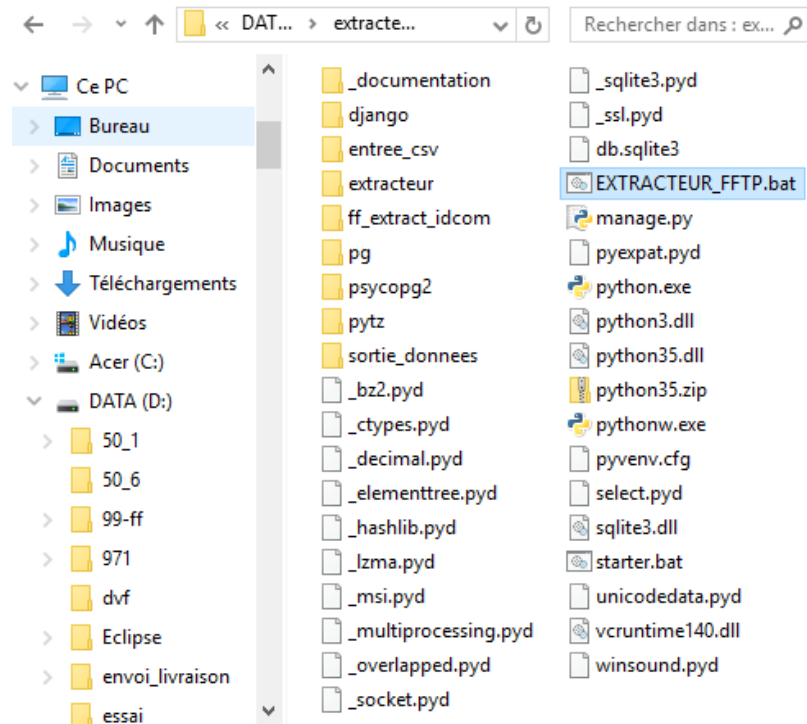 « DAT... > extracte...
Rechercher dans : ex...
Ce PC
Bureau
Documents
Images
Musique
Téléchargements
Vidéos
Acer (C:)
DATA (D:)
50_1
50_6
99-ff
971
dvf
Eclipse
envoi_livraison
essai
_documentation
django
entree_csv
extracteur
ff_extract_idcom
pg
psycopg2
pytz
sortie_donnees
_bz2.pyd
_ctypes.pyd
_decimal.pyd
_elementtree.pyd
_hashlib.pyd
_lzma.pyd
_msi.pyd
_multiprocessing.pyd
_overlapped.pyd
_socket.pyd
_sqlite3.pyd
_ssl.pyd
db.sqlite3
EXTRACTEUR_FFTP.bat
manage.py
pyexpat.pyd
python.exe
python3.dll
python35.dll
python35.zip
pythonw.exe
pyvenv.cfg
select.pyd
sqlite3.dll
starter.bat
unicodedata.pyd
vcruntime140.dll
winsound.pyd